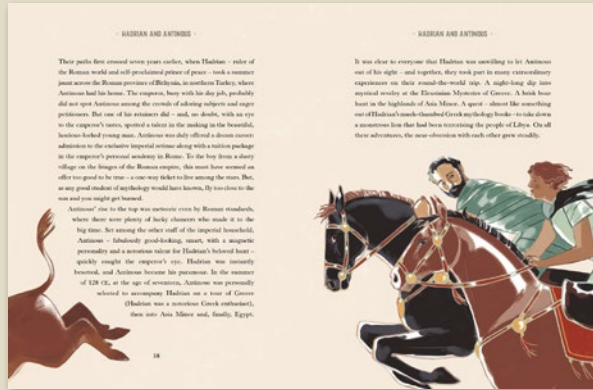 · HADRIAN AND ANTINOUS ·
Their paths first crossed seven years earlier, when Hadrian – ruler of
the Roman world and self-proclaimed prince of peace – took a summer
jaunt across the Roman province of Bithynia, in northern Turkey, where
Antinous had his home. The emperor, busy with his day job, probably
did not spot Antinous among the crowds of adoring subjects and eager
petitioners. But one of his retainers did – and, no doubt, with an eye
to the emperor's tastes, spotted a talent in the making in the beautiful,
luscious-locked young man. Antinous was duly offered a dream career:
admission to the exclusive imperial retinue along with a tuition package
in the emperor's personal academy in Rome. To the boy from a dusty
village on the fringes of the Roman empire, this must have seemed an
offer too good to be true – a one-way ticket to live among the stars. But,
as any good student of mythology would have known, fly too close to the
sun and you might get burned.
Antinous' rise to the top was meteoric even by Roman standards,
where there were plenty of lucky chancers who made it to the
big time. Set among the other staff of the imperial household,
Antinous – fabulously good-looking, smart, with a magnetic
personality and a notorious talent for Hadrian's beloved hunt –
quickly caught the emperor's eye. Hadrian was instantly
besotted, and Antinous became his paramour. In the summer
of 128 CE, at the age of seventeen, Antinous was personally
selected to accompany Hadrian on a tour of Greece
(Hadrian was a notorious Greek enthusiast),
then into Asia Minor and, finally, Egypt.
18
· HADRIAN AND ANTINOUS ·
It was clear to everyone that Hadrian was unwilling to let Antinous
out of his sight – and together, they took part in many extraordinary
experiences on their round-the-world trip. A night-long dip into
mystical revelry at the Eleusinian Mysteries of Greece. A bear
hunt in the highlands of Asia Minor. A quest – almost like something
out of Hadrian's much-thumbed Greek mythology books – to take down
a monstrous lion that had been terrorising the people of Libya. On all
these adventures, the near-obsession with each other grew steadily.